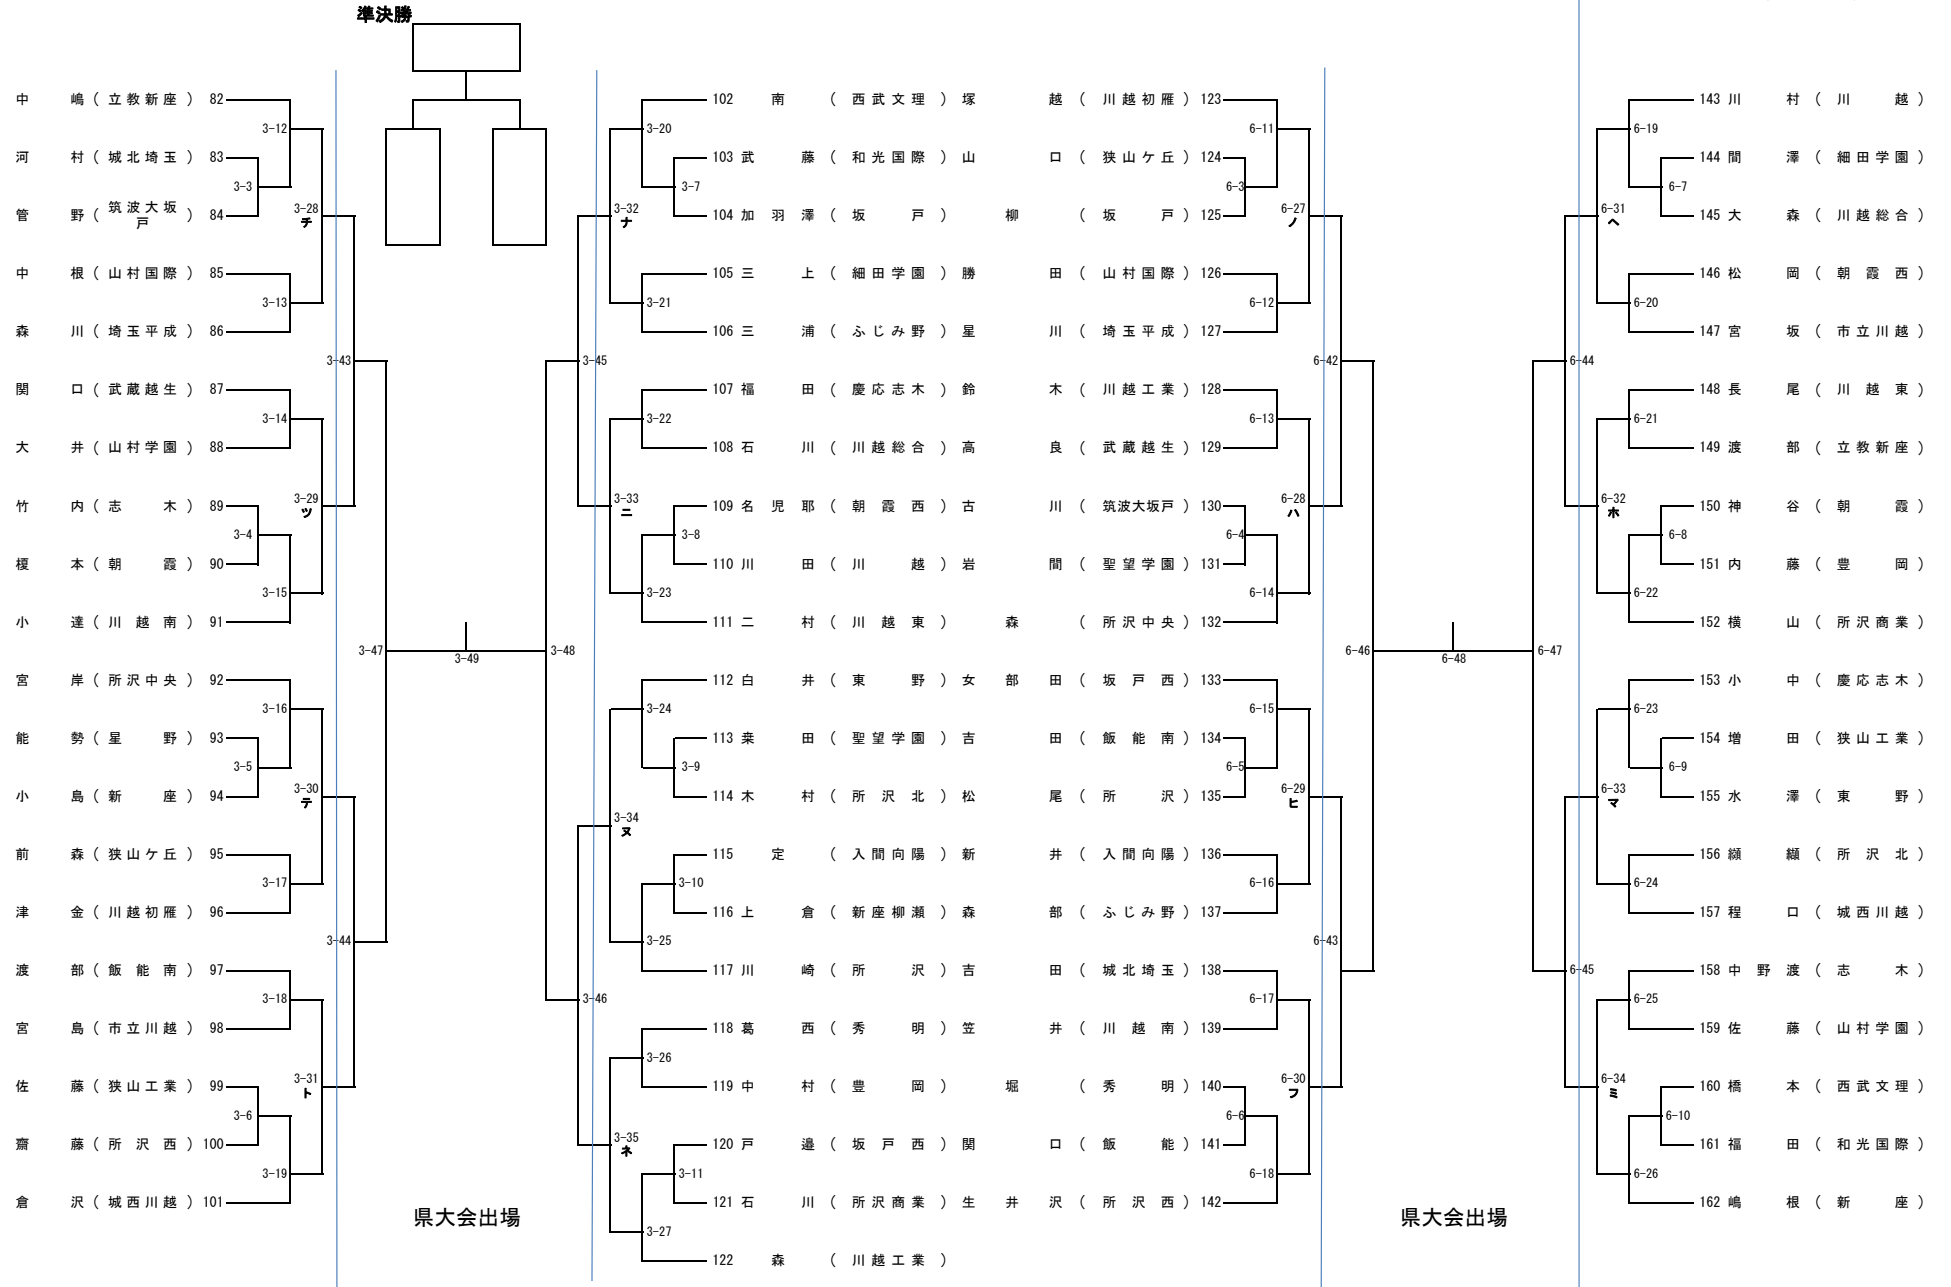 準決勝
中嶋（立教新座）82
3-12
河村（城北埼玉）83
3-3
管野（筑波大坂戸）84
3-28
チ
中根（山村国際）85
3-13
森川（埼玉平成）86
3-43
関口（武蔵越生）87
3-14
大井（山村学園）88
竹内（志木）89
3-29
ツ
3-4
榎本（朝霞）90
3-15
小達（川越南）91
3-47
宮岸（所沢中央）92
3-16
能勢（星野）93
3-5
小島（新座）94
3-30
テ
前森（狭山ケ丘）95
3-17
津金（川越初雁）96
3-44
渡部（飯能南）97
3-18
宮島（市立川越）98
佐藤（狭山工業）99
3-31
ト
3-6
齋藤（所沢西）100
3-19
倉沢（城西川越）101
3-49
県大会出場
102 南（西武文理）
3-20
103 武藤（和光国際）
3-7
104 加羽澤（坂戸）
3-32
ナ
105 三上（細田学園）
3-21
106 三浦（ふじみ野）
3-45
107 福田（慶応志木）
3-22
108 石川（川越総合）
3-33
ニ
109 名児耶（朝霞西）
3-8
110 川田（川越）
3-23
111 二村（川越東）
3-48
112 白井（東野）
3-24
113 桒田（聖望学園）
3-9
114 木村（所沢北）
3-34
ヌ
115 定（入間向陽）
3-10
116 上倉（新座柳瀬）
3-25
117 川崎（所沢）
3-46
118 葛西（秀明）
3-26
119 中村（豊岡）
3-35
ネ
120 戸邉（坂戸西）
3-11
121 石川（所沢商業）
3-27
122 森（川越工業）
塚越（川越初雁）123
6-11
山口（狭山ケ丘）124
6-3
柳（坂戸）125
6-27
ノ
勝田（山村国際）126
6-12
星川（埼玉平成）127
6-42
鈴木（川越工業）128
6-13
高良（武蔵越生）129
6-28
ハ
古川（筑波大坂戸）130
6-4
岩間（聖望学園）131
6-14
森（所沢中央）132
6-46
女部田（坂戸西）133
6-15
吉田（飯能南）134
6-5
松尾（所沢）135
6-29
ヒ
新井（入間向陽）136
6-16
森部（ふじみ野）137
6-43
吉田（城北埼玉）138
6-17
笠井（川越南）139
堀（秀明）140
6-30
フ
6-6
関口（飯能）141
6-18
生井沢（所沢西）142
6-48
県大会出場
143 川村（川越）
6-19
144 間澤（細田学園）
6-7
145 大森（川越総合）
6-31
ヘ
146 松岡（朝霞西）
6-20
147 宮坂（市立川越）
6-44
148 長尾（川越東）
6-21
149 渡部（立教新座）
6-32
ホ
150 神谷（朝霞）
6-8
151 内藤（豊岡）
6-22
152 横山（所沢商業）
6-47
153 小中（慶応志木）
6-23
154 増田（狭山工業）
6-9
155 水澤（東野）
6-33
マ
156 纐纈（所沢北）
6-24
157 程口（城西川越）
6-45
158 中野渡（志木）
6-25
159 佐藤（山村学園）
6-34
ミ
160 橋本（西武文理）
6-10
161 福田（和光国際）
6-26
162 嶋根（新座）